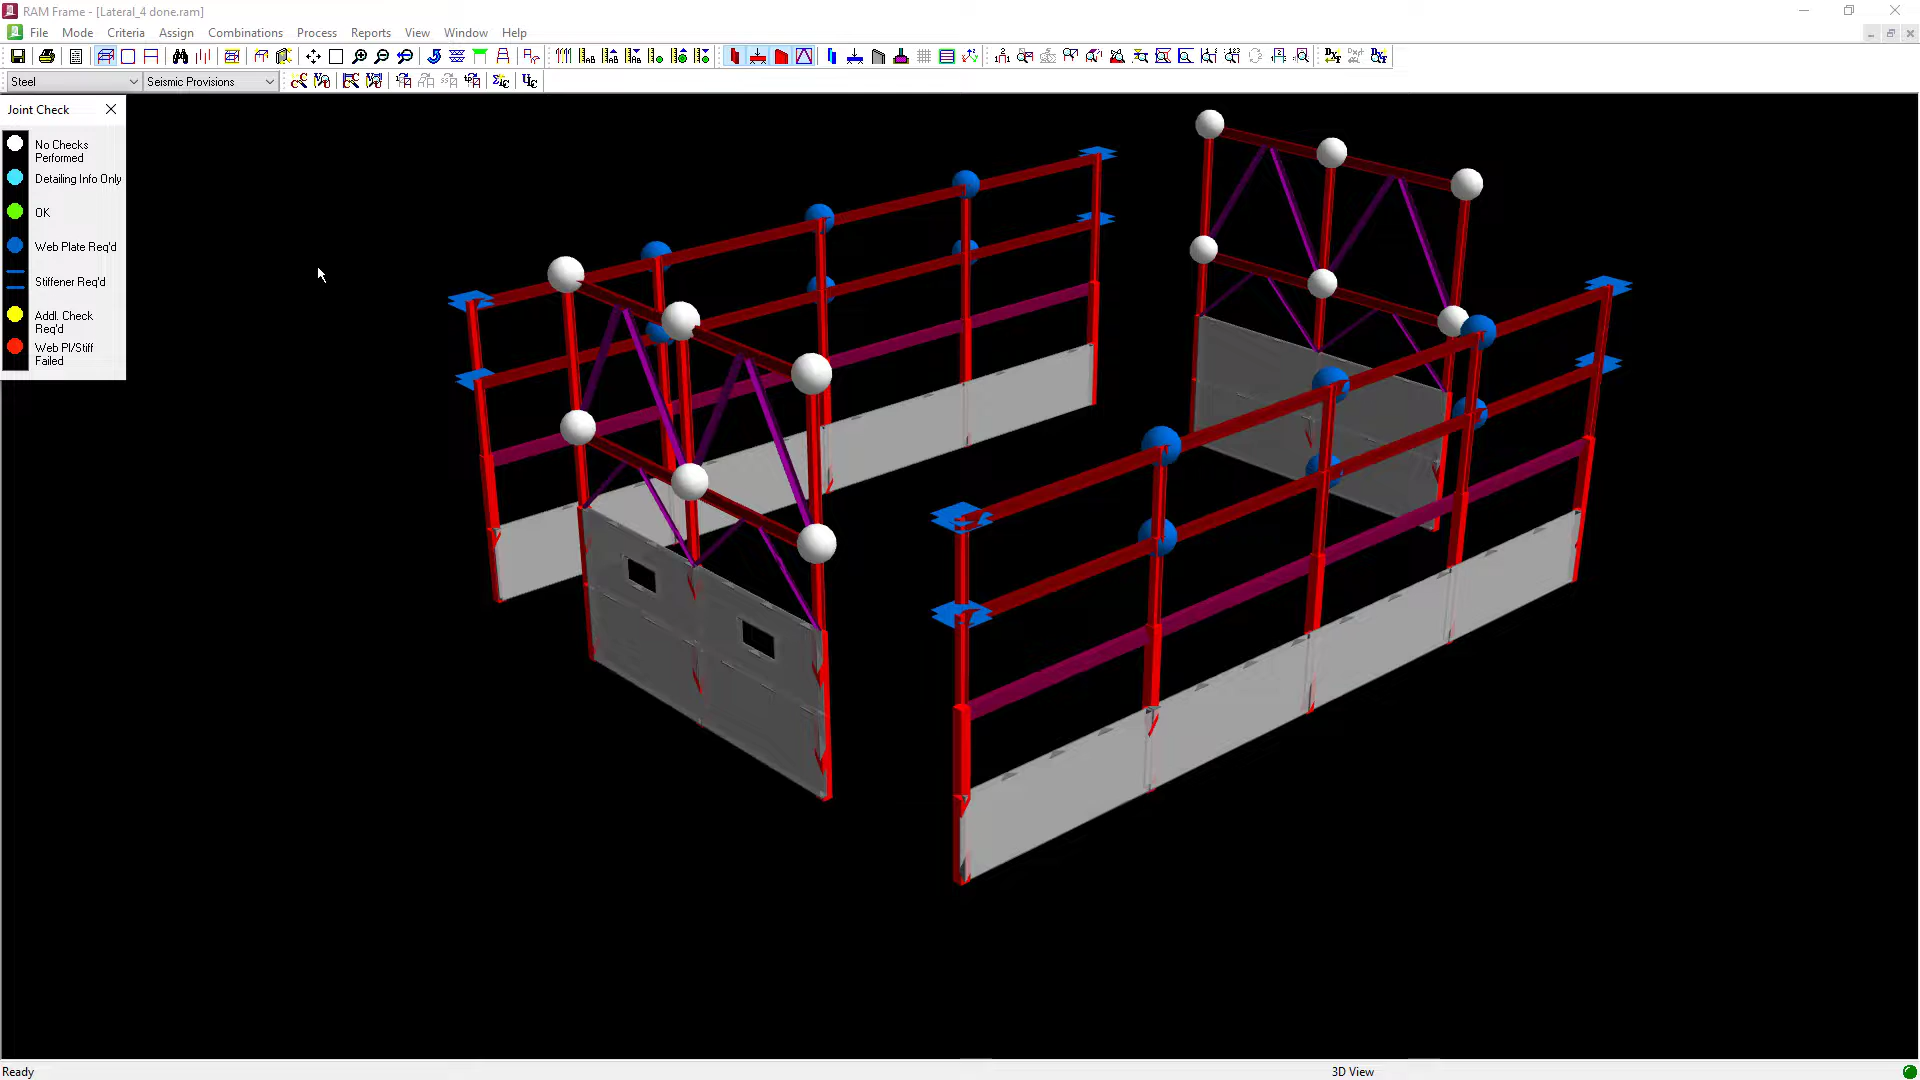 RAM Frame - [Lateral_4 done.ram]
File Mode Criteria Assign Combinations Process Reports View Window Help
Steel Seismic Provisions
Joint Check
No Checks
Performed
Detailing Info Only
OK
Web Plate Req'd
Stiffener Req'd
Addl. Check
Req'd
Web Pl/Stiff
Failed
Ready 3D View